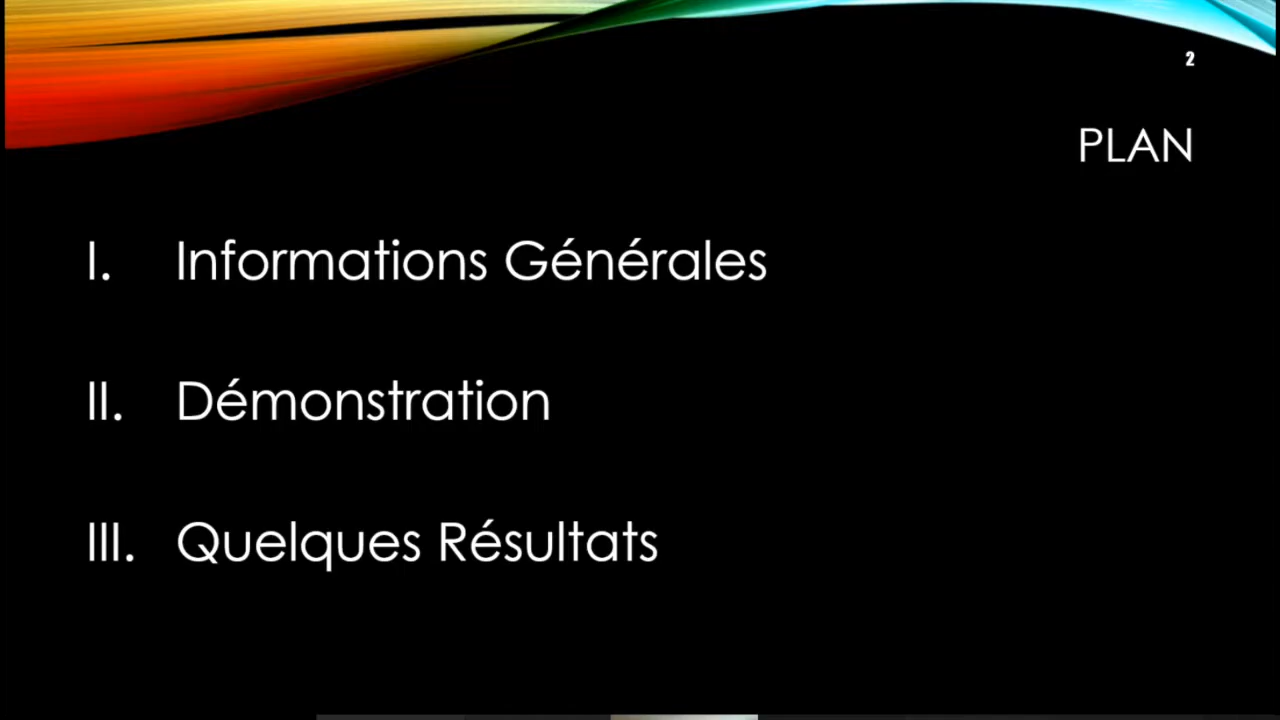 2
PLAN
I. Informations Générales
II. Démonstration
III. Quelques Résultats